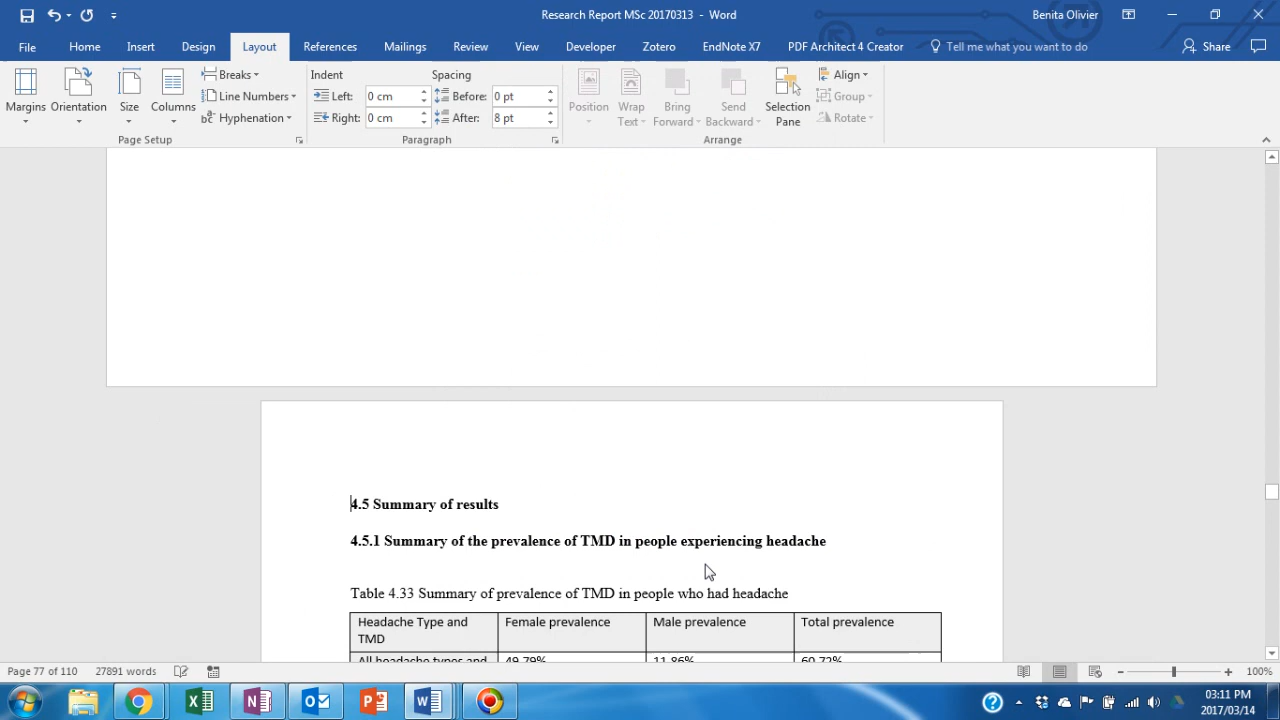 Research Report MSc 20170313 - Word
Benita Olivier
File Home Insert Design Layout References Mailings Review View Developer Zotero EndNote X7 PDF Architect 4 Creator Tell me what you want to do Share
Margins Orientation Size Columns
Breaks
Line Numbers
Hyphenation
Page Setup
Indent Spacing
Left: 0 cm Before: 0 pt
Right: 0 cm After: 8 pt
Paragraph
Position Wrap Text Bring Forward Send Backward Selection Pane
Align
Group
Rotate
Arrange
4.5 Summary of results
4.5.1 Summary of the prevalence of TMD in people experiencing headache
Table 4.33 Summary of prevalence of TMD in people who had headache
Headache Type and TMD Female prevalence Male prevalence Total prevalence
All headache types and 49.79% 11.86% 60.72%
Page 77 of 110 27891 words 100%
03:11 PM
2017/03/14